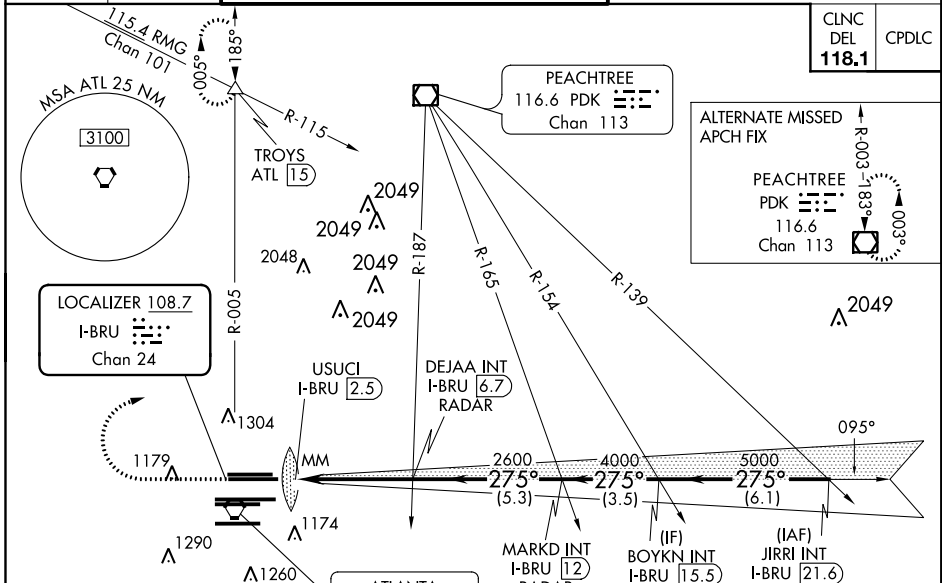 CLNC
DEL
118.1
CPDLC
115.4 RMG
Chan 101
005°
185°
MSA ATL 25 NM
3100
R-115
TROYS
ATL 15
PEACHTREE
116.6 PDK
Chan 113
ALTERNATE MISSED
APCH FIX
R-003
183°
003°
PEACHTREE
PDK
116.6
Chan 113
2049
2049
2048
2049
2049
2049
R-187
R-165
R-154
R-139
R-005
LOCALIZER 108.7
I-BRU
Chan 24
USUCI
I-BRU 2.5
DEJAA INT
I-BRU 6.7
RADAR
1304
1179
MM
095°
2600
4000
5000
275°
275°
275°
(5.3)
(3.5)
(6.1)
1174
1290
1260
MARKD INT
I-BRU 12
RADAR
(IF)
BOYKN INT
I-BRU 15.5
(IAF)
JIRRI INT
I-BRU 21.6
ATLANTA